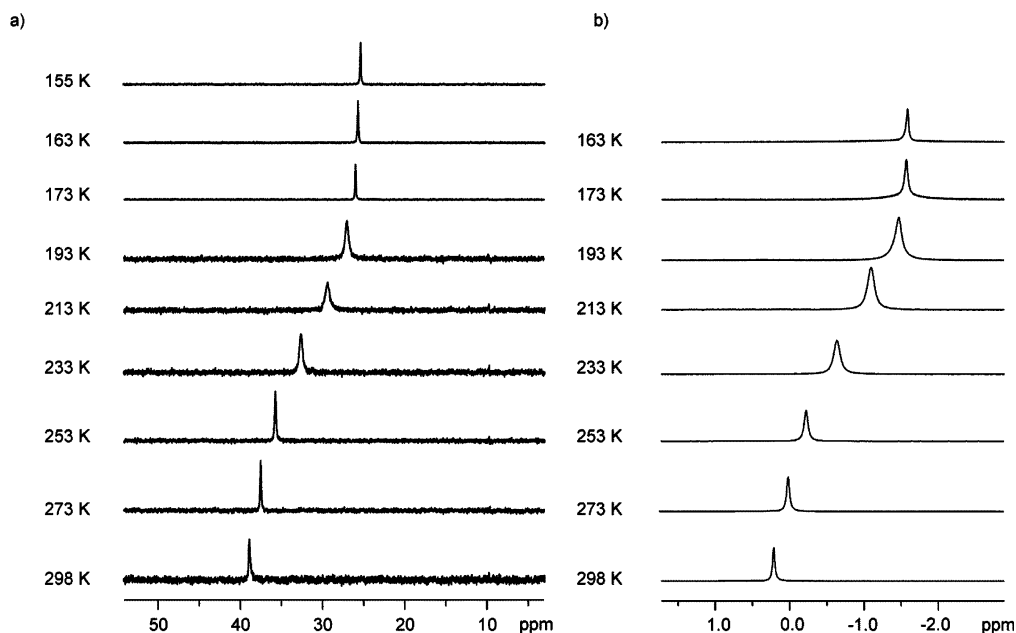 a) b)
155 K
163 K 163 K
173 K 173 K
193 K 193 K
213 K 213 K
233 K 233 K
253 K 253 K
273 K 273 K
298 K 298 K
50 40 30 20 10 ppm 1.0 0.0 -1.0 -2.0 ppm